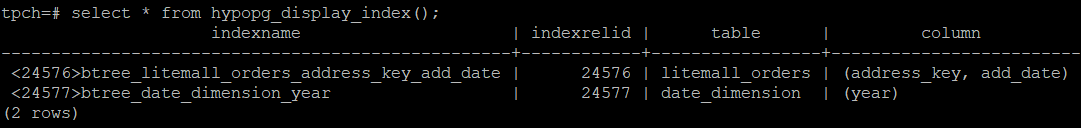 tpch=# select * from hypopg_display_index();
indexname | indexrelid | table | column
---------------------------------------------------+------------+-----------------+-------------------------
<24576>btree_litemall_orders_address_key_add_date | 24576 | litemall_orders | (address_key, add_date)
<24577>btree_date_dimension_year | 24577 | date_dimension | (year)
(2 rows)